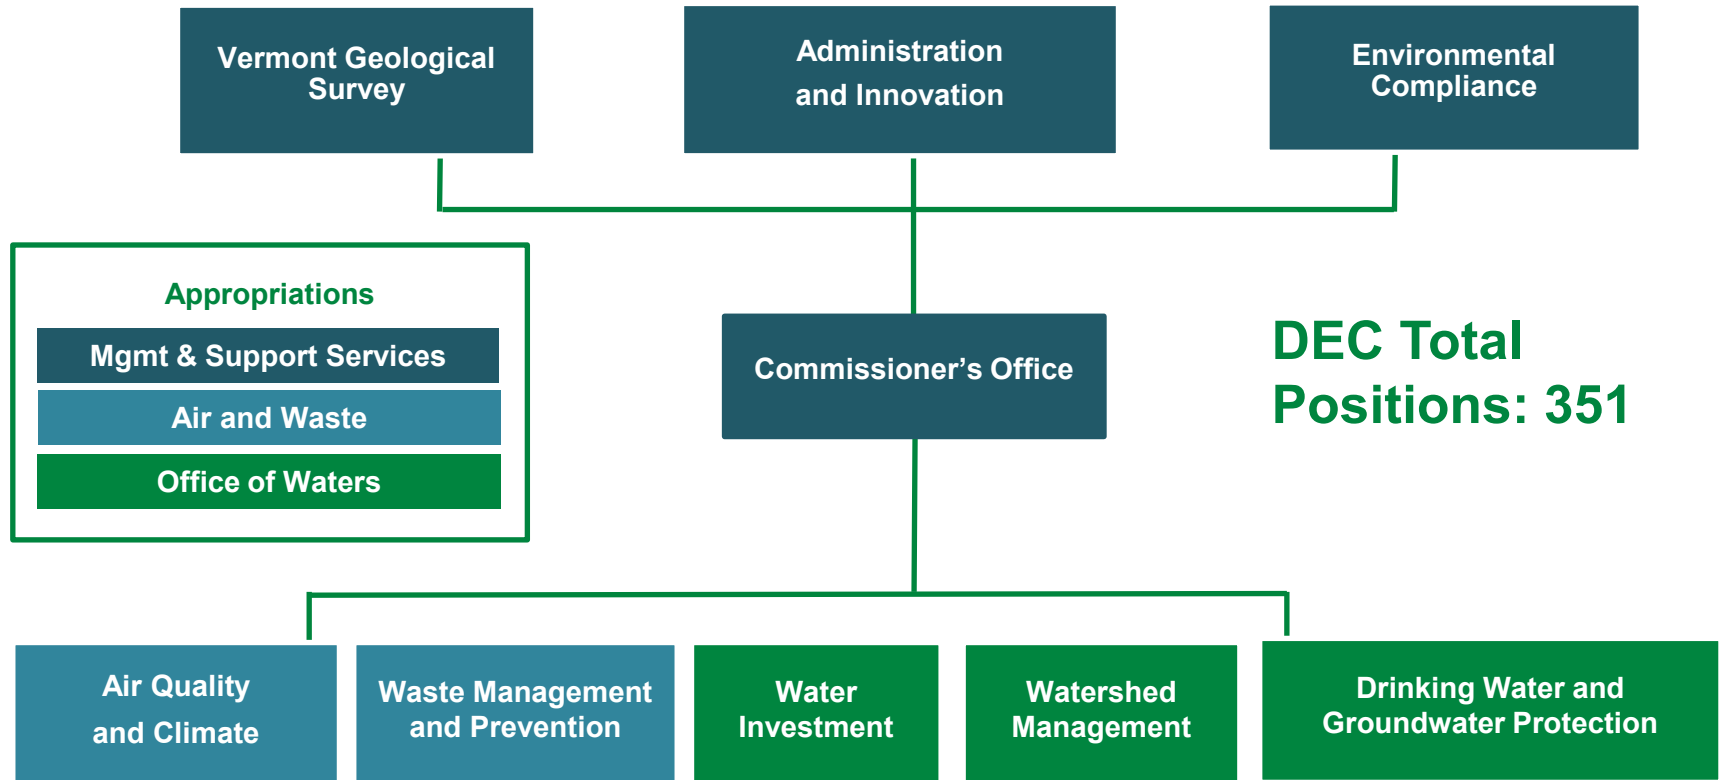 Vermont Geological
Survey
Administration
and Innovation
Environmental
Compliance
Appropriations
Mgmt & Support Services
Air and Waste
Office of Waters
Commissioner’s Office
DEC Total
Positions: 351
Air Quality
and Climate
Waste Management
and Prevention
Water
Investment
Watershed
Management
Drinking Water and
Groundwater Protection